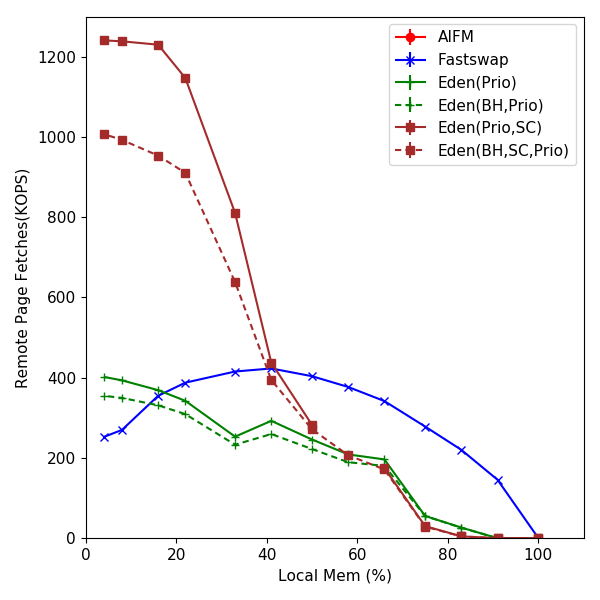 AIFM
Fastswap
Eden(Prio)
Eden(BH,Prio)
Eden(Prio,SC)
Eden(BH,SC,Prio)
Remote Page Fetches(KOPS)
1200
1000
800
600
400
200
0
0 20 40 60 80 100
Local Mem (%)